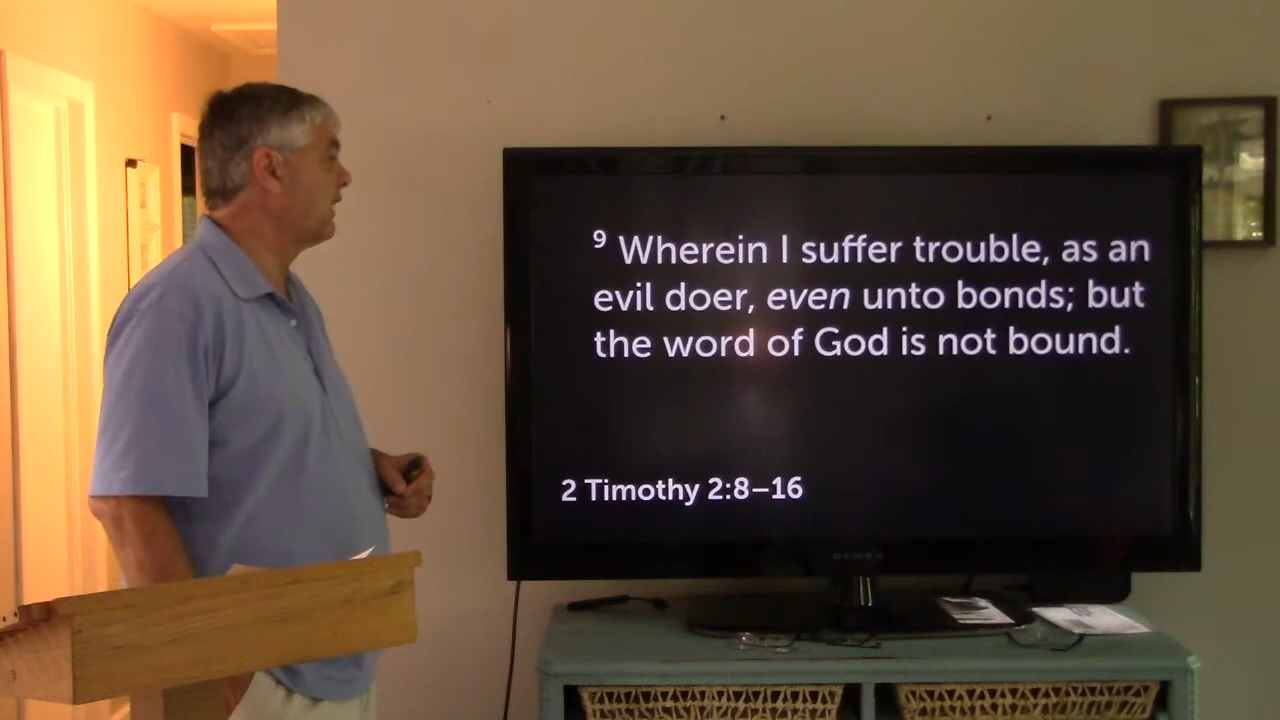 9 Wherein I suffer trouble, as an
evil doer, even unto bonds; but
the word of God is not bound.
2 Timothy 2:8–16
DYNEX